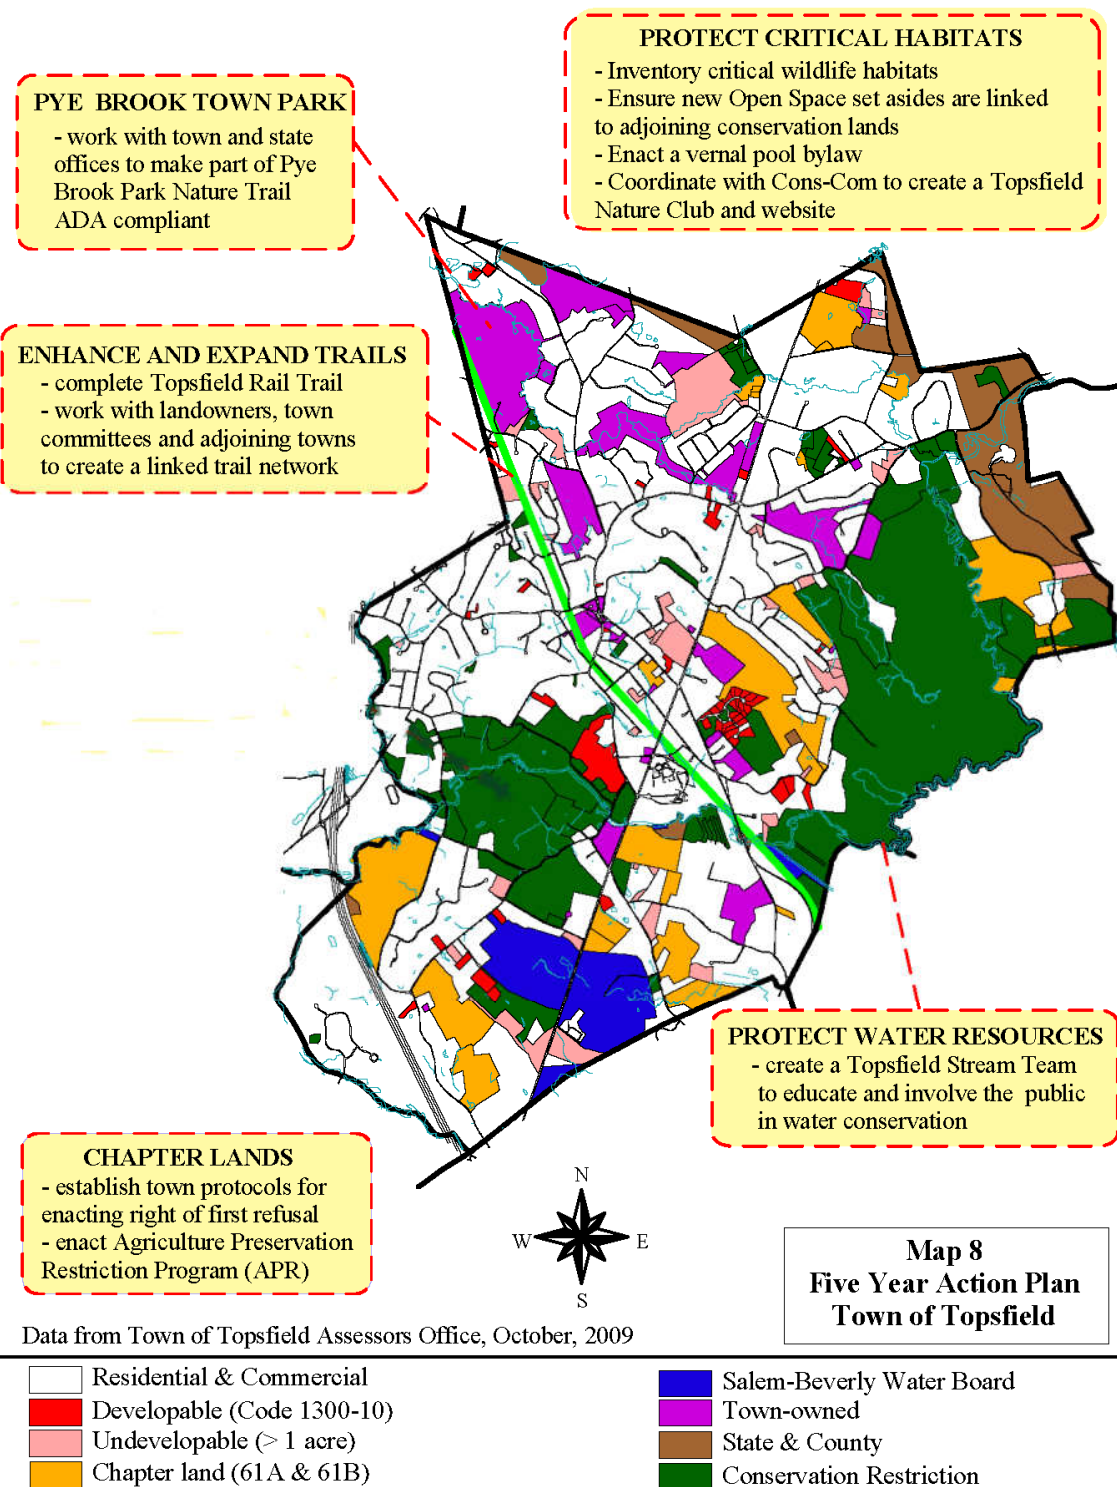 PROTECT CRITICAL HABITATS
- Inventory critical wildlife habitats
- Ensure new Open Space set asides are linked
to adjoining conservation lands
- Enact a vernal pool bylaw
- Coordinate with Cons-Com to create a Topsfield
Nature Club and website
PYE BROOK TOWN PARK
- work with town and state
offices to make part of Pye
Brook Park Nature Trail
ADA compliant
ENHANCE AND EXPAND TRAILS
- complete Topsfield Rail Trail
- work with landowners, town
committees and adjoining towns
to create a linked trail network
PROTECT WATER RESOURCES
- create a Topsfield Stream Team
to educate and involve the public
in water conservation
CHAPTER LANDS
- establish town protocols for
enacting right of first refusal
- enact Agriculture Preservation
Restriction Program (APR)
N
W
E
S
Map 8
Five Year Action Plan
Town of Topsfield
Data from Town of Topsfield Assessors Office, October, 2009
Residential & Commercial
Developable (Code 1300-10)
Undevelopable (> 1 acre)
Chapter land (61A & 61B)
Salem-Beverly Water Board
Town-owned
State & County
Conservation Restriction